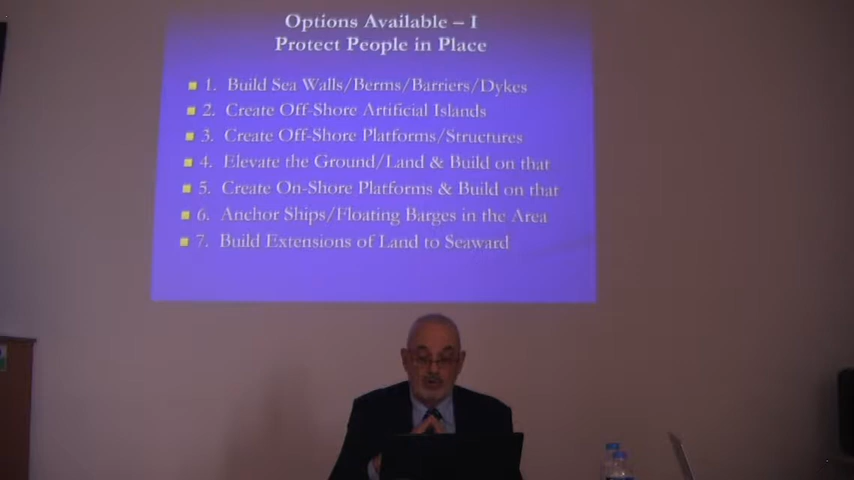 Options Available – I
Protect People in Place
1. Build Sea Walls/Berms/Barriers/Dykes
2. Create Off-Shore Artificial Islands
3. Create Off-Shore Platforms/Structures
4. Elevate the Ground/Land & Build on that
5. Create On-Shore Platforms & Build on that
6. Anchor Ships/Floating Barges in the Area
7. Build Extensions of Land to Seaward